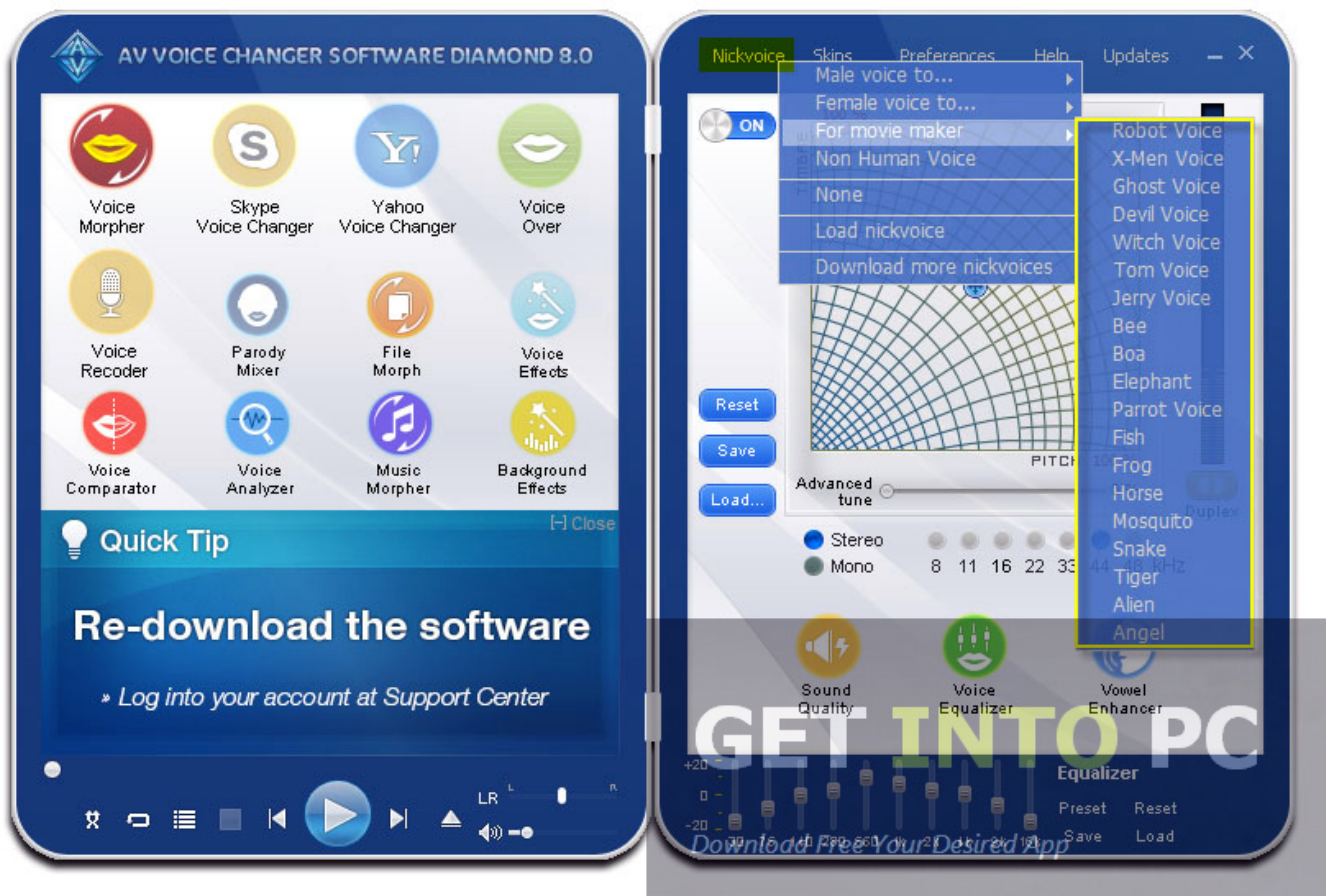 AV VOICE CHANGER SOFTWARE DIAMOND 8.0
Voice
Morpher
Skype
Voice Changer
Yahoo
Voice Changer
Voice
Over
Voice
Recoder
Parody
Mixer
File
Morph
Voice
Effects
Voice
Comparator
Voice
Analyzer
Music
Morpher
Background
Effects
[–] Close
Quick Tip
Re-download the software
» Log into your account at Support Center
LR
L
R
Nickvoice Skins Preferences Help Updates
ON
Male voice to...
Female voice to...
For movie maker
Non Human Voice
None
Load nickvoice
Download more nickvoices
Robot Voice
X-Men Voice
Ghost Voice
Devil Voice
Witch Voice
Tom Voice
Jerry Voice
Bee
Boa
Elephant
Parrot Voice
Fish
Frog
Horse
Mosquito
Snake
Tiger
Alien
Angel
Reset
Save
Load...
PITCH
Advanced
tune
Duplex
Stereo
Mono
8 11 16 22 33 44 48 kHz
Sound
Quality
Voice
Equalizer
Vowel
Enhancer
GET INTO PC
+20
0
-20
Equalizer
Preset Reset
Save Load
Download Free Your Desired App